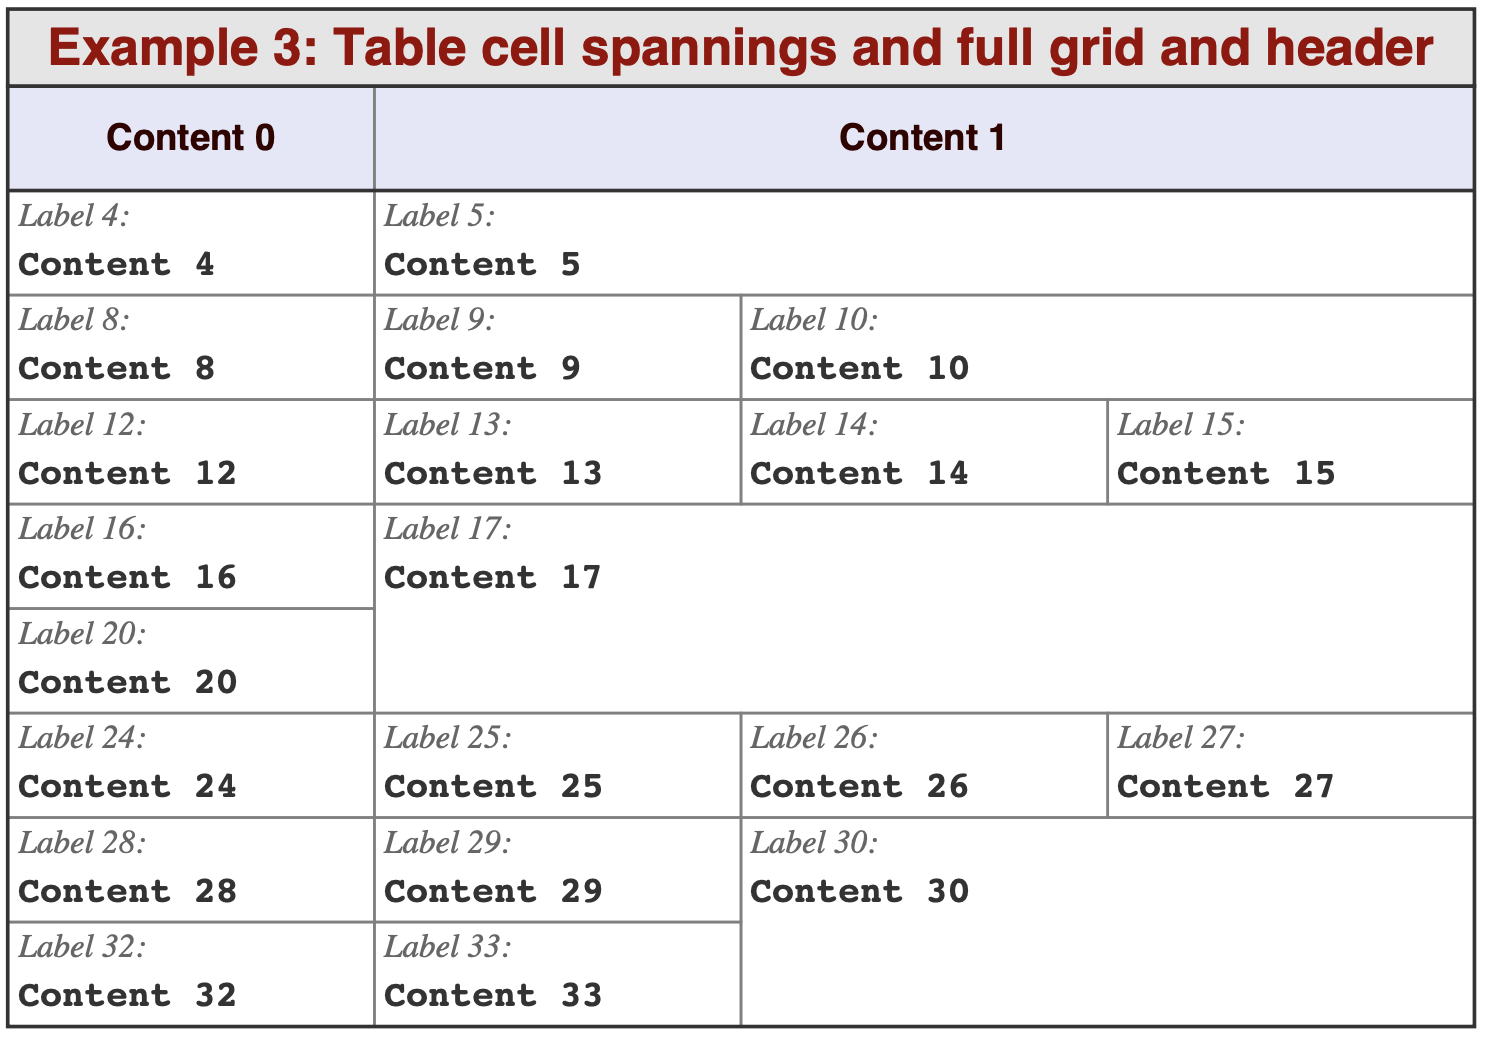 Example 3: Table cell spannings and full grid and header
Content 0
Content 1
Label 4:
Content 4
Label 5:
Content 5
Label 8:
Content 8
Label 9:
Content 9
Label 10:
Content 10
Label 12:
Content 12
Label 13:
Content 13
Label 14:
Content 14
Label 15:
Content 15
Label 16:
Content 16
Label 17:
Content 17
Label 20:
Content 20
Label 24:
Content 24
Label 25:
Content 25
Label 26:
Content 26
Label 27:
Content 27
Label 28:
Content 28
Label 29:
Content 29
Label 30:
Content 30
Label 32:
Content 32
Label 33:
Content 33